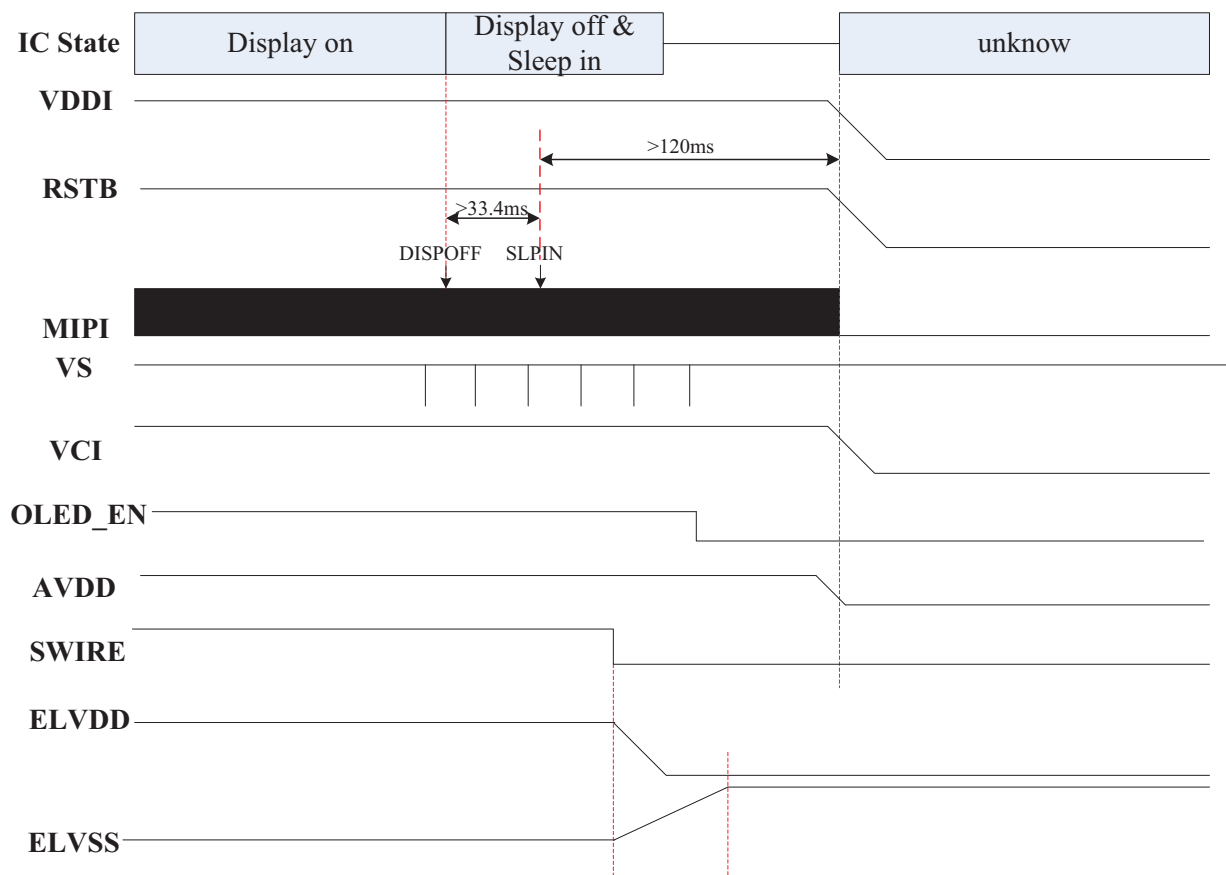 IC State
Display on
Display off &
Sleep in
unknow
VDDI
>120ms
RSTB
>33.4ms
DISPOFF
SLPIN
MIPI
VS
VCI
OLED_EN
AVDD
SWIRE
ELVDD
ELVSS